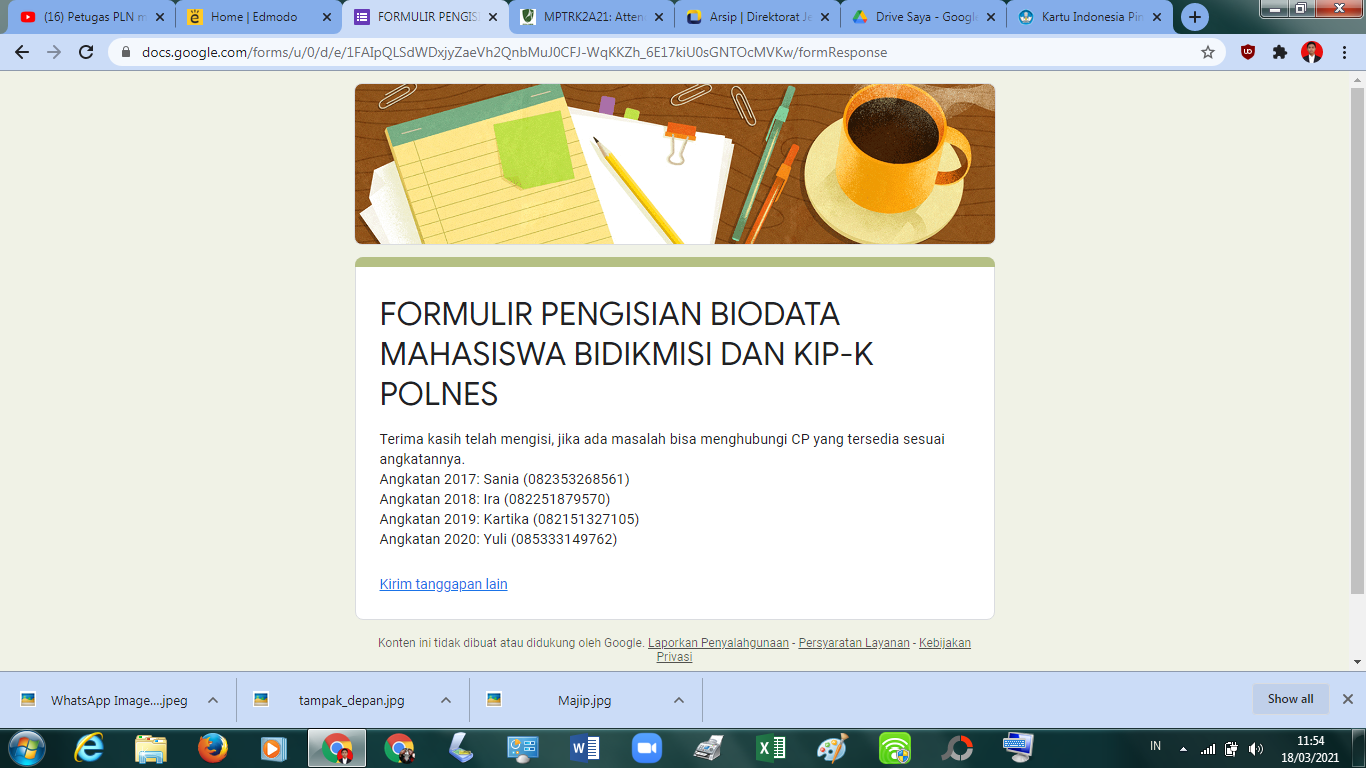 (16) Petugas PLN m
Home | Edmodo
FORMULIR PENGIS
MPTRK2A21: Atten
Arsip | Direktorat Je
Drive Saya - Google
Kartu Indonesia Pin
docs.google.com/forms/u/0/d/e/1FAIpQLSdWDxjyZaeVh2QnbMuJ0CFJ-WqKKZh_6E17kiU0sGNTOcMVKw/formResponse
FORMULIR PENGISIAN BIODATA
MAHASISWA BIDIKMISI DAN KIP-K
POLNES
Terima kasih telah mengisi, jika ada masalah bisa menghubungi CP yang tersedia sesuai
angkatannya.
Angkatan 2017: Sania (082353268561)
Angkatan 2018: Ira (082251879570)
Angkatan 2019: Kartika (082151327105)
Angkatan 2020: Yuli (085333149762)
Kirim tanggapan lain
Konten ini tidak dibuat atau didukung oleh Google. Laporkan Penyalahgunaan - Persyaratan Layanan - Kebijakan
Privasi
WhatsApp Image....jpeg
tampak_depan.jpg
Majip.jpg
Show all
IN
11:54
18/03/2021